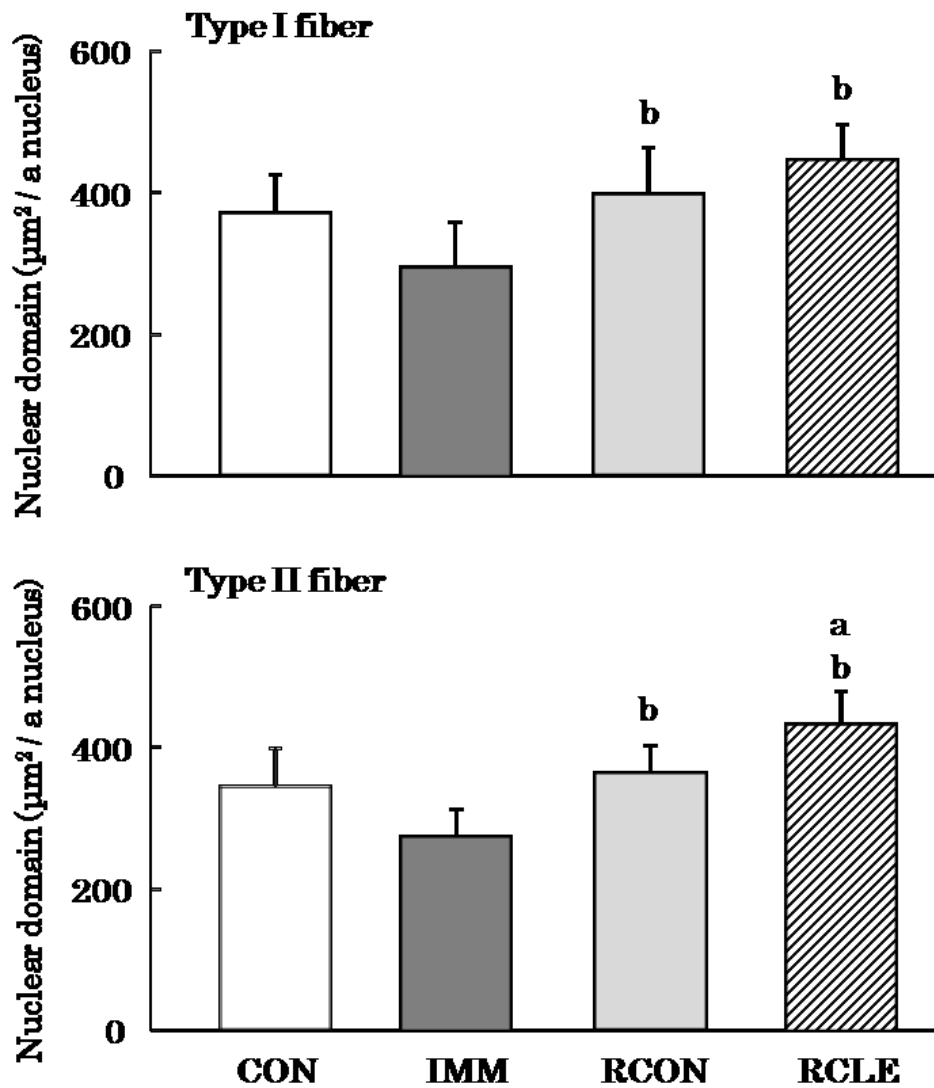 Type I fiber
Nuclear domain (µm² / a nucleus)
600
400
200
0
b
b
Type II fiber
Nuclear domain (µm² / a nucleus)
600
400
200
0
b
a
b
CON IMM RCON RCLE